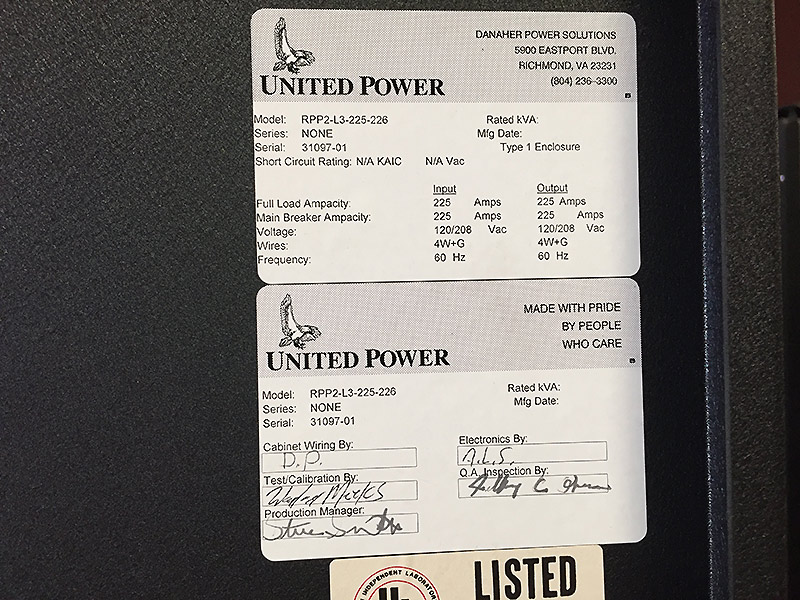 DANAHER POWER SOLUTIONS
5900 EASTPORT BLVD.
RICHMOND, VA 23231
(804) 236-3300
UNITED POWER
Model: RPP2-L3-225-226 Rated kVA:
Series: NONE Mfg Date:
Serial: 31097-01 Type 1 Enclosure
Short Circuit Rating: N/A KAIC N/A Vac
Input Output
Full Load Ampacity: 225 Amps 225 Amps
Main Breaker Ampacity: 225 Amps 225 Amps
Voltage: 120/208 Vac 120/208 Vac
Wires: 4W+G 4W+G
Frequency: 60 Hz 60 Hz
MADE WITH PRIDE
BY PEOPLE
WHO CARE
UNITED POWER
Model: RPP2-L3-225-226 Rated kVA:
Series: NONE Mfg Date:
Serial: 31097-01
Cabinet Wiring By: Electronics By:
D.P.
Test/Calibration By: Q.A. Inspection By:
Production Manager:
INDEPENDENT LABORATOR
LISTED